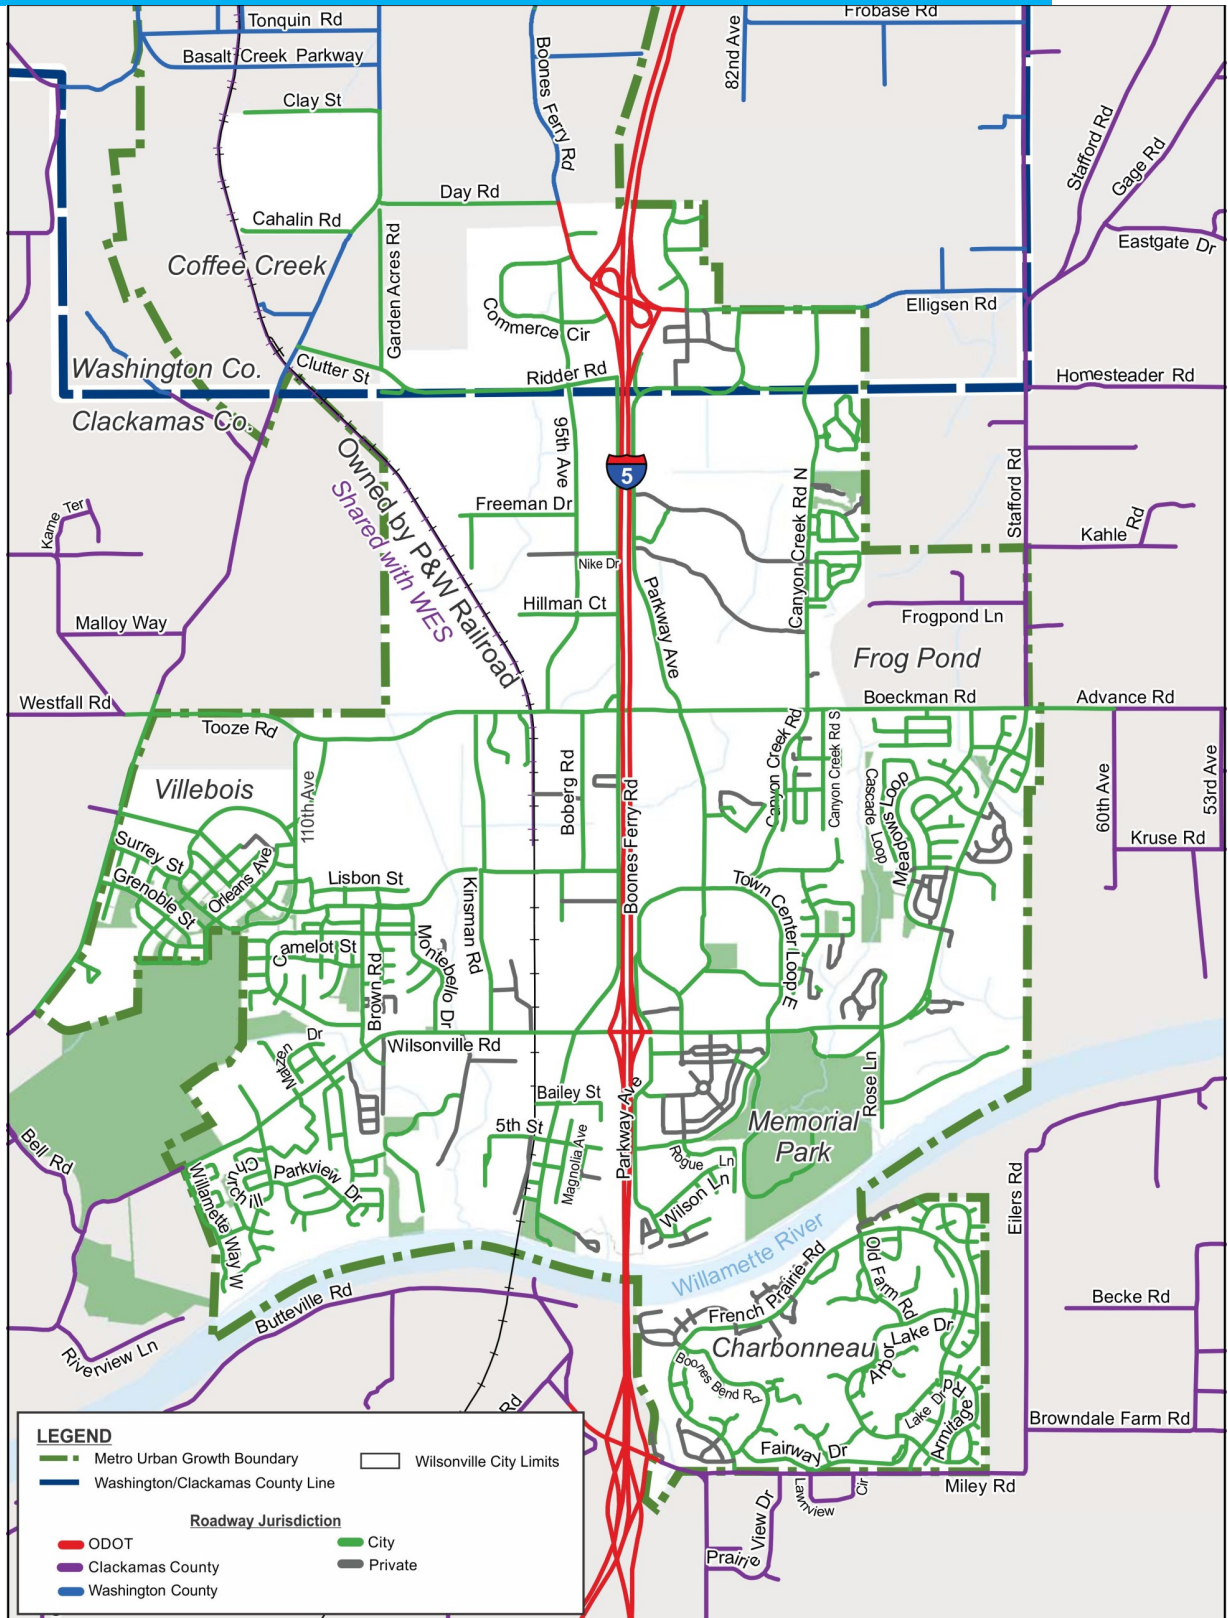 Tonquin Rd
Frobase Rd
Basalt Creek Parkway
Boones Ferry Rd
82nd Ave
Clay St
Stafford Rd
Gage Rd
Day Rd
Cahalin Rd
Garden Acres Rd
Eastgate Dr
Coffee Creek
Commerce Cir
Elligsen Rd
Washington Co.
Clutter St
Ridder Rd
Homesteader Rd
Clackamas Co.
95th Ave
Owned by P&W Railroad
Shared with WES
5
Stafford Rd
Canyon Creek Rd N
Kame Ter
Freeman Dr
Kahle Rd
Nike Dr
Hillman Ct
Parkway Ave
Frogpond Ln
Malloy Way
Frog Pond
Westfall Rd
Boeckman Rd
Advance Rd
Tooze Rd
Canyon Creek Rd
Canyon Creek Rd S
Villebois
110th Ave
Boberg Rd
Boones Ferry Rd
Cascade Loop
Meadows Loop
60th Ave
53rd Ave
Surrey St
Kruse Rd
Grenoble St
Orleans Ave
Lisbon St
Kinsman Rd
Town Center Loop E
Camelot St
Montebello Dr
Brown Rd
Matzen Dr
Wilsonville Rd
Rose Ln
Bailey St
Parkway Ave
Memorial
Park
5th St
Magnolia Ave
Bell Rd
Rogue Ln
Churchill
Parkview Dr
Wilson Ln
Willamette Way W
Eilers Rd
Willamette River
Old Farm Rd
Butteville Rd
French Prairie Rd
Becke Rd
Riverview Ln
Charbonneau
Arbor Lake Dr
Boones Bend Rd
Lake Dr
Armitage Rd
Rd
Browndale Farm Rd
Fairway Dr
Miley Rd
Lawnview Cir
Prairie View Dr
LEGEND
Metro Urban Growth Boundary
Wilsonville City Limits
Washington/Clackamas County Line
Roadway Jurisdiction
ODOT
City
Clackamas County
Private
Washington County